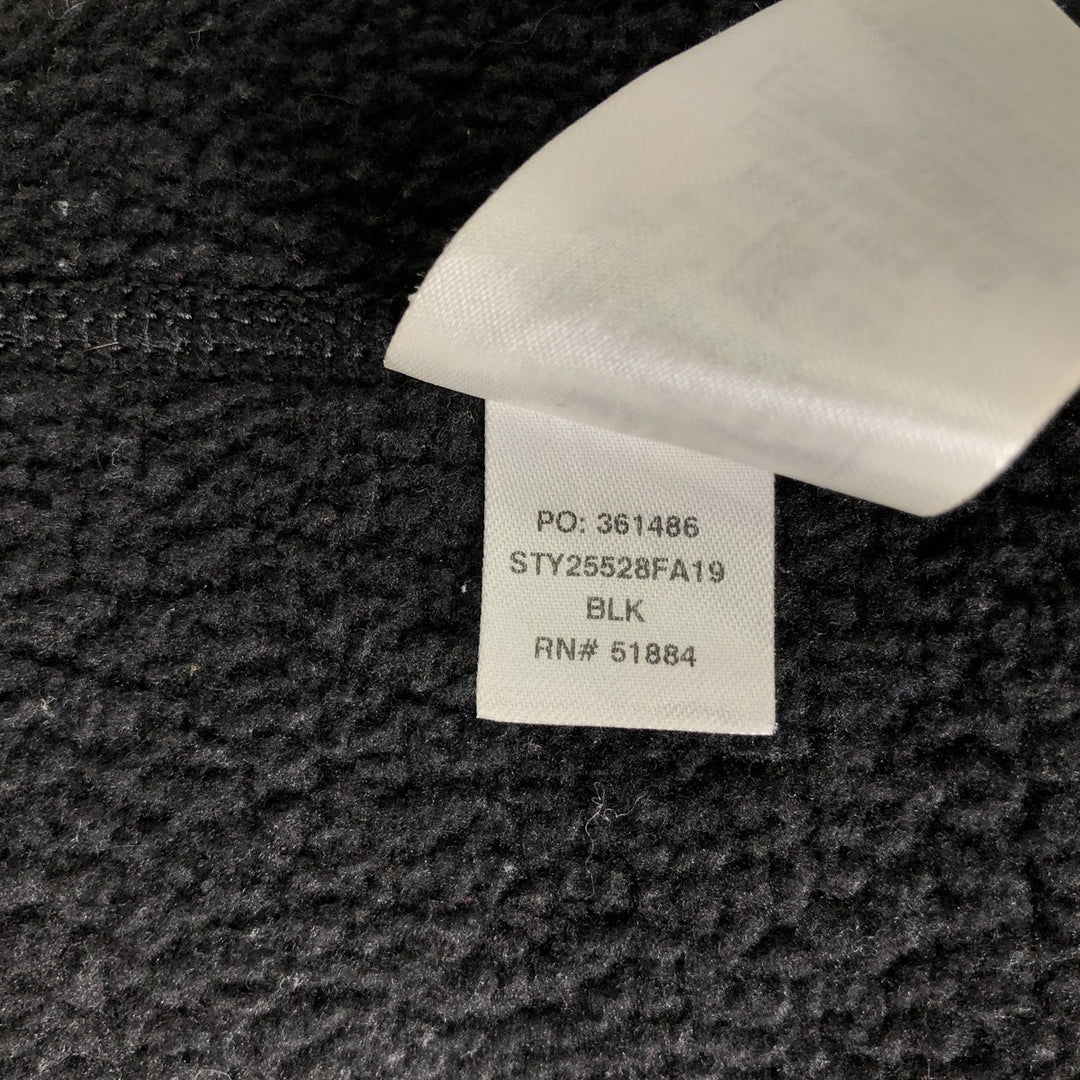 PO: 361486
STY25528FA19
BLK
RN# 51884